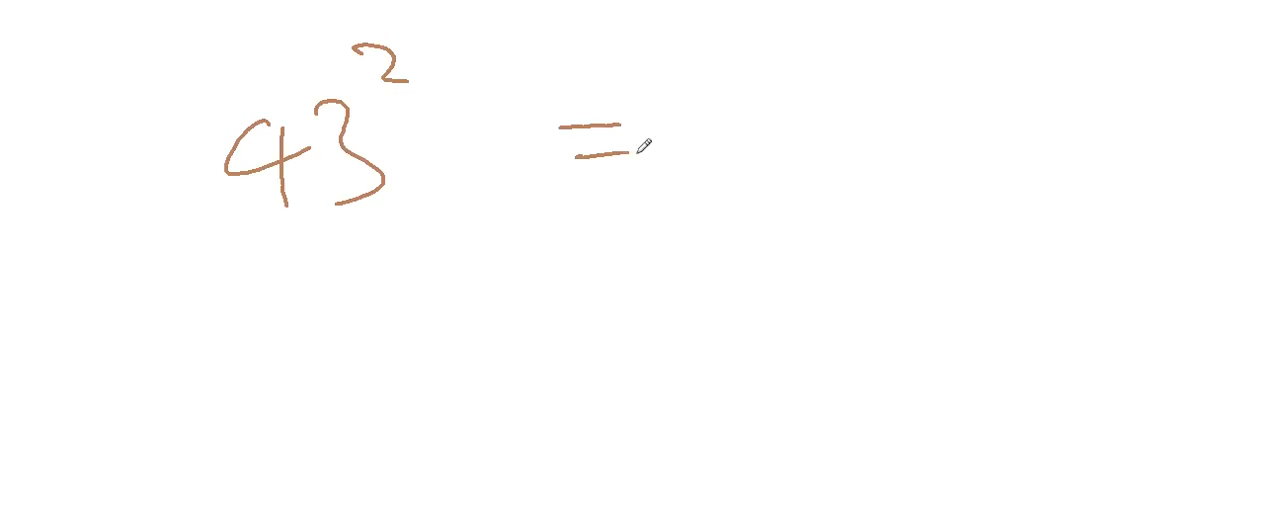 43² =